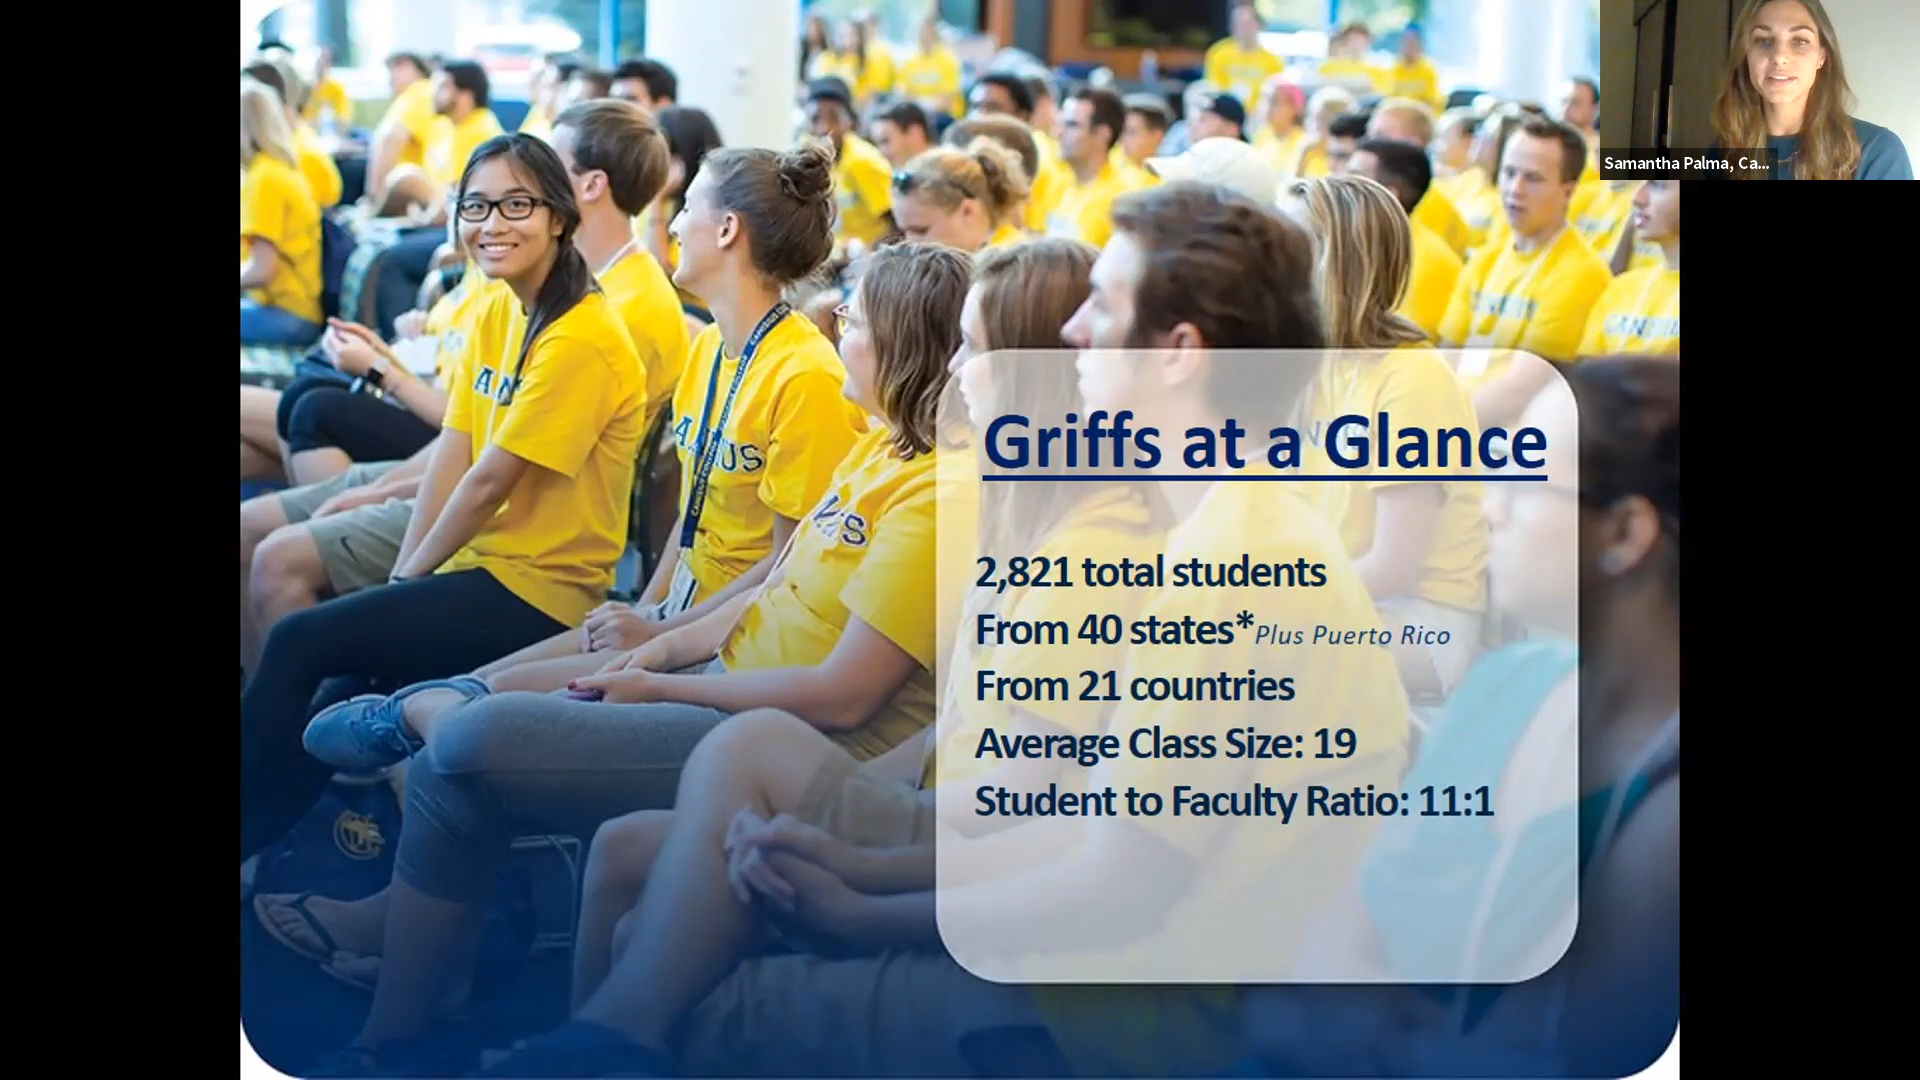 Samantha Palma, Ca...
Griffs at a Glance
2,821 total students
From 40 states*Plus Puerto Rico
From 21 countries
Average Class Size: 19
Student to Faculty Ratio: 11:1